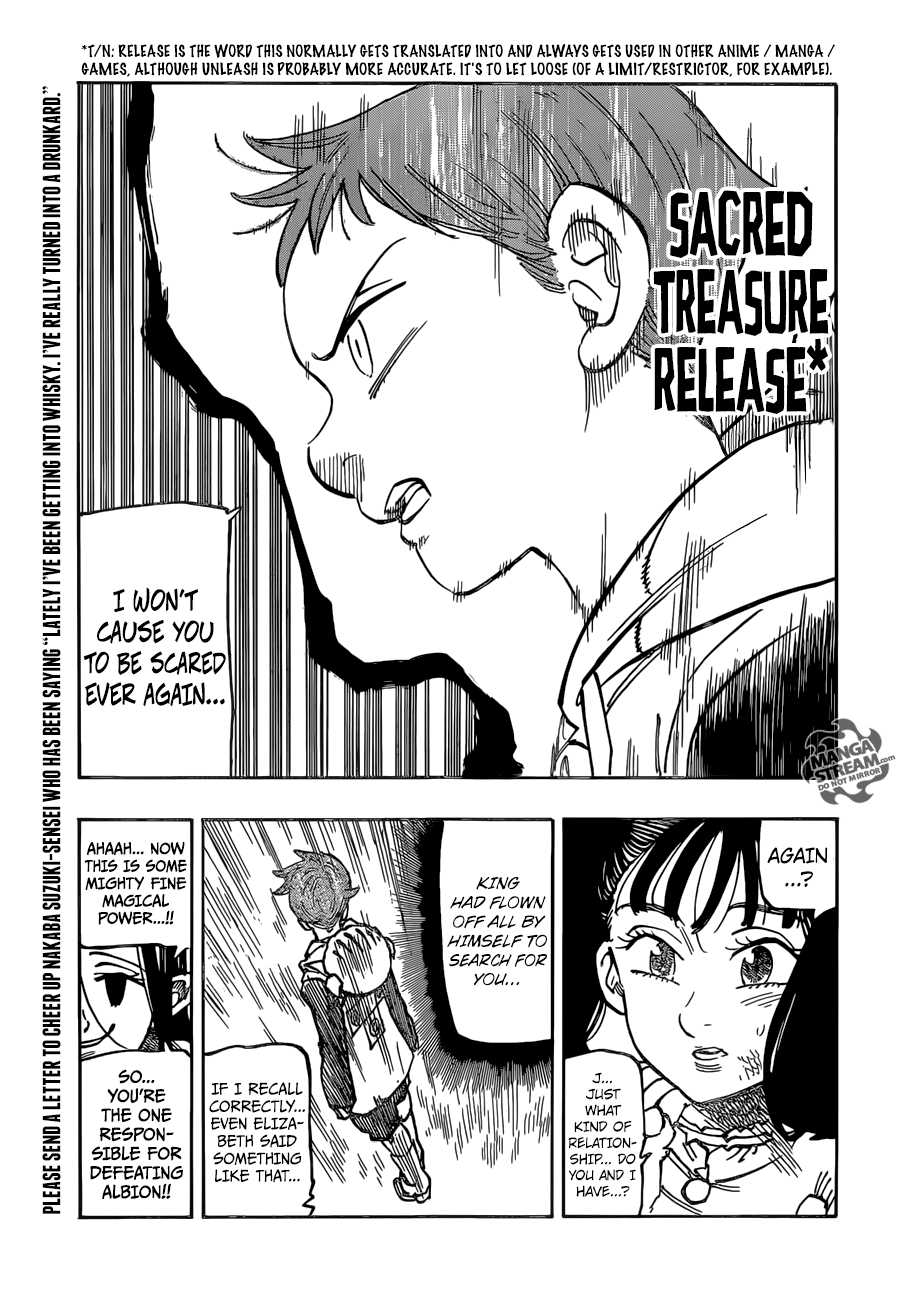 *T/N: RELEASE IS THE WORD THIS NORMALLY GETS TRANSLATED INTO AND ALWAYS GETS USED IN OTHER ANIME / MANGA /
GAMES, ALTHOUGH UNLEASH IS PROBABLY MORE ACCURATE. IT'S TO LET LOOSE (OF A LIMIT/RESTRICTOR, FOR EXAMPLE).
PLEASE SEND A LETTER TO CHEER UP NAKABA SUZUKI-SENSEI WHO HAS BEEN SAYING "LATELY I'VE BEEN GETTING INTO WHISKY. I'VE REALLY TURNED INTO A DRUNKARD."
SACRED
TREASURE
RELEASE*
I WON'T
CAUSE YOU
TO BE SCARED
EVER AGAIN...
MANGA
STREAM.com
DO NOT MIRROR
AGAIN
...?
J...
JUST
WHAT
KIND OF
RELATION-
SHIP... DO
YOU AND I
HAVE...?
KING
HAD FLOWN
OFF ALL BY
HIMSELF TO
SEARCH FOR
YOU...
IF I RECALL
CORRECTLY...
EVEN ELIZA-
BETH SAID
SOMETHING
LIKE THAT...
AHAAH... NOW
THIS IS SOME
MIGHTY FINE
MAGICAL
POWER...!!
SO...
YOU'RE
THE ONE
RESPON-
SIBLE FOR
DEFEATING
ALBION!!